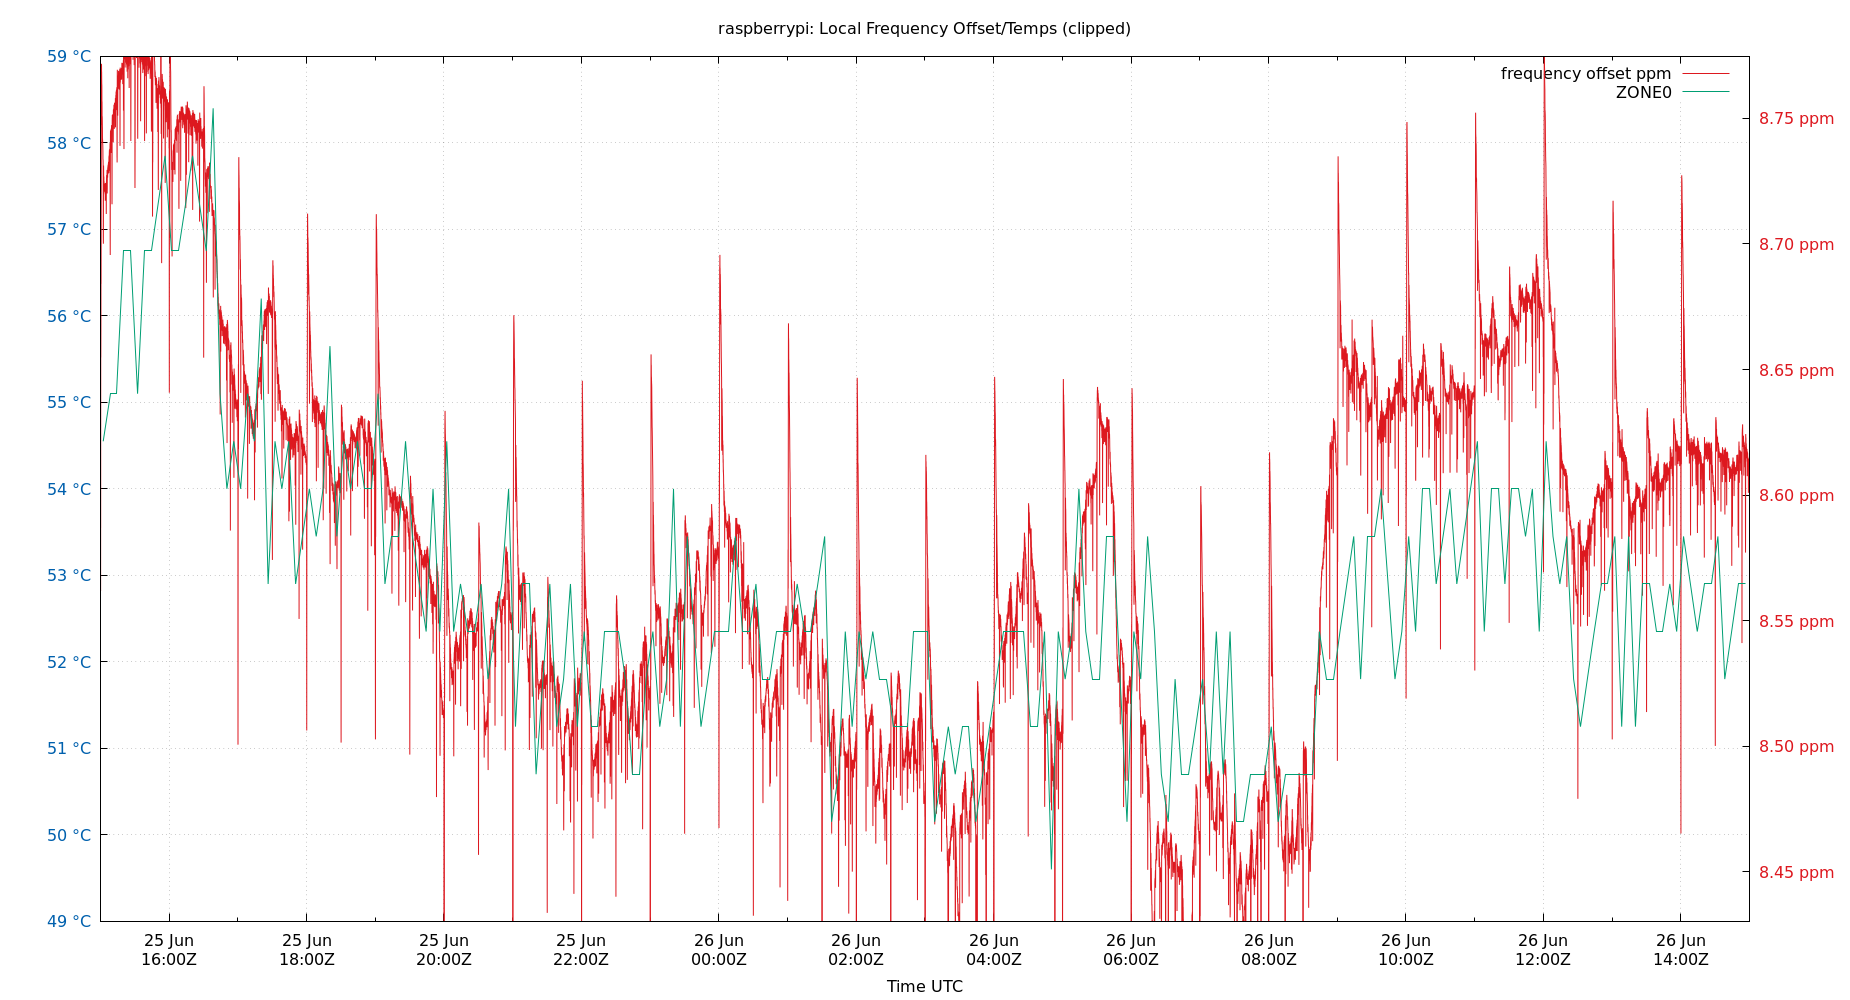 raspberrypi: Local Frequency Offset/Temps (clipped)
frequency offset ppm
ZONE0
59 °C
58 °C
57 °C
56 °C
55 °C
54 °C
53 °C
52 °C
51 °C
50 °C
49 °C
8.75 ppm
8.70 ppm
8.65 ppm
8.60 ppm
8.55 ppm
8.50 ppm
8.45 ppm
25 Jun
16:00Z
25 Jun
18:00Z
25 Jun
20:00Z
25 Jun
22:00Z
26 Jun
00:00Z
26 Jun
02:00Z
26 Jun
04:00Z
26 Jun
06:00Z
26 Jun
08:00Z
26 Jun
10:00Z
26 Jun
12:00Z
26 Jun
14:00Z
Time UTC